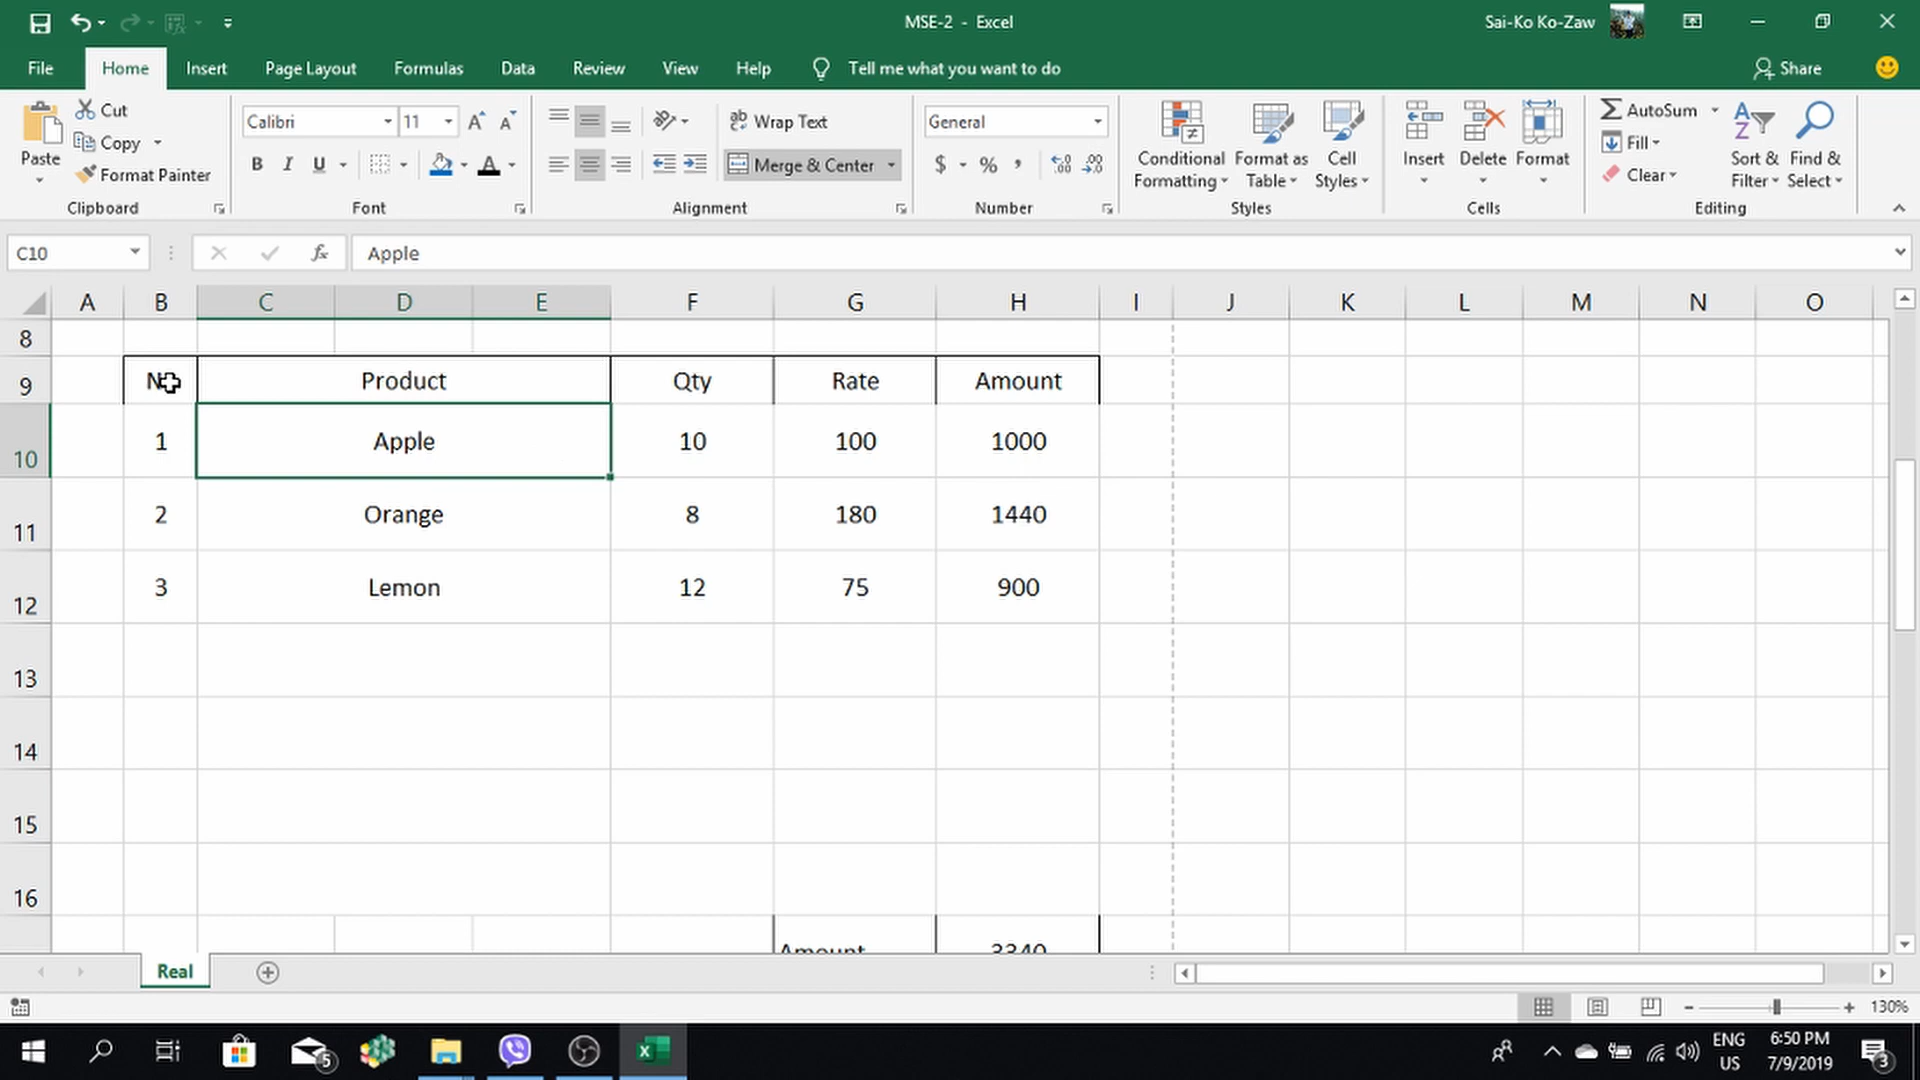 MSE-2 - Excel
Sai-Ko Ko-Zaw
File Home Insert Page Layout Formulas Data Review View Help Tell me what you want to do Share
Paste
Cut
Copy
Format Painter
Clipboard
Calibri 11
B I U A
Font
Wrap Text
Merge & Center
Alignment
General
$ % ,
Number
Conditional Formatting
Format as Table
Cell Styles
Styles
Insert Delete Format
Cells
AutoSum
Fill
Clear
Sort & Filter
Find & Select
Editing
C10 fx Apple
A B C D E F G H I J K L M N O
8
9 Product Qty Rate Amount
10 1 Apple 10 100 1000
11 2 Orange 8 180 1440
12 3 Lemon 12 75 900
13
14
15
16
Amount 3340
Real
130%
5
ENG
US
6:50 PM
7/9/2019
3